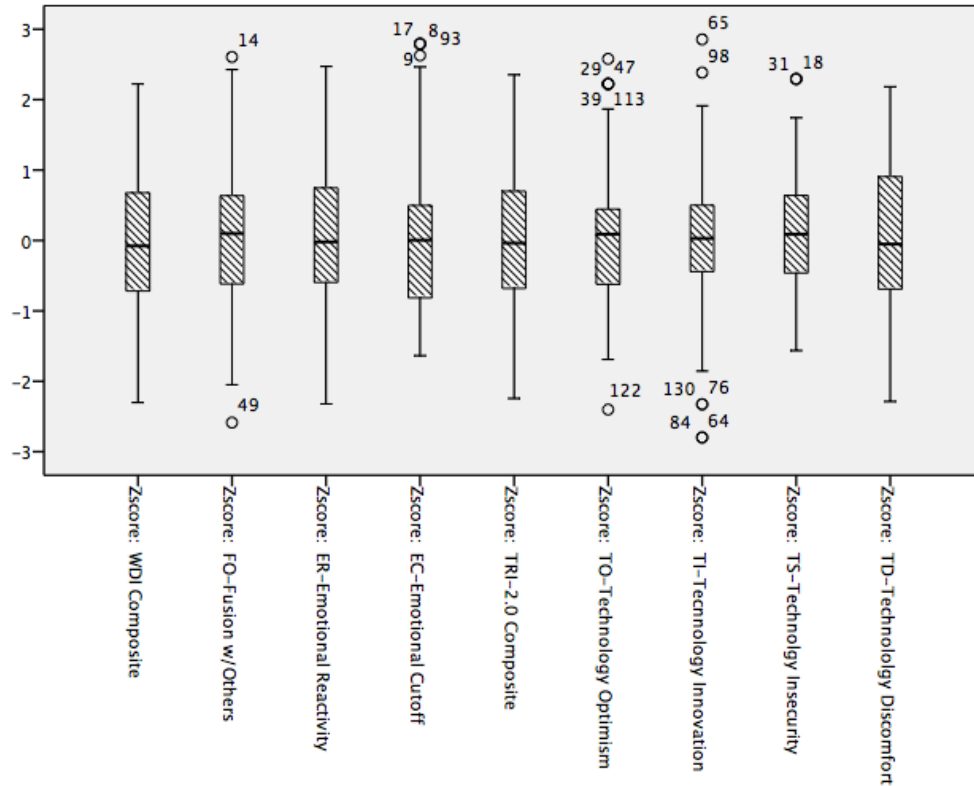 3
2
1
0
-1
-2
-3
14
49
17 8 93
9
29 47
39 113
122
65
98
130 76
84 64
31 18
Zscore: WDI Composite
Zscore: FO-Fusion w/Others
Zscore: ER-Emotional Reactivity
Zscore: EC-Emotional Cutoff
Zscore: TRI-2.0 Composite
Zscore: TO-Technology Optimism
Zscore: TI-Tecnnology Innovation
Zscore: TS-Technolgy Insecurity
Zscore: TD-Technololgy Discomfort